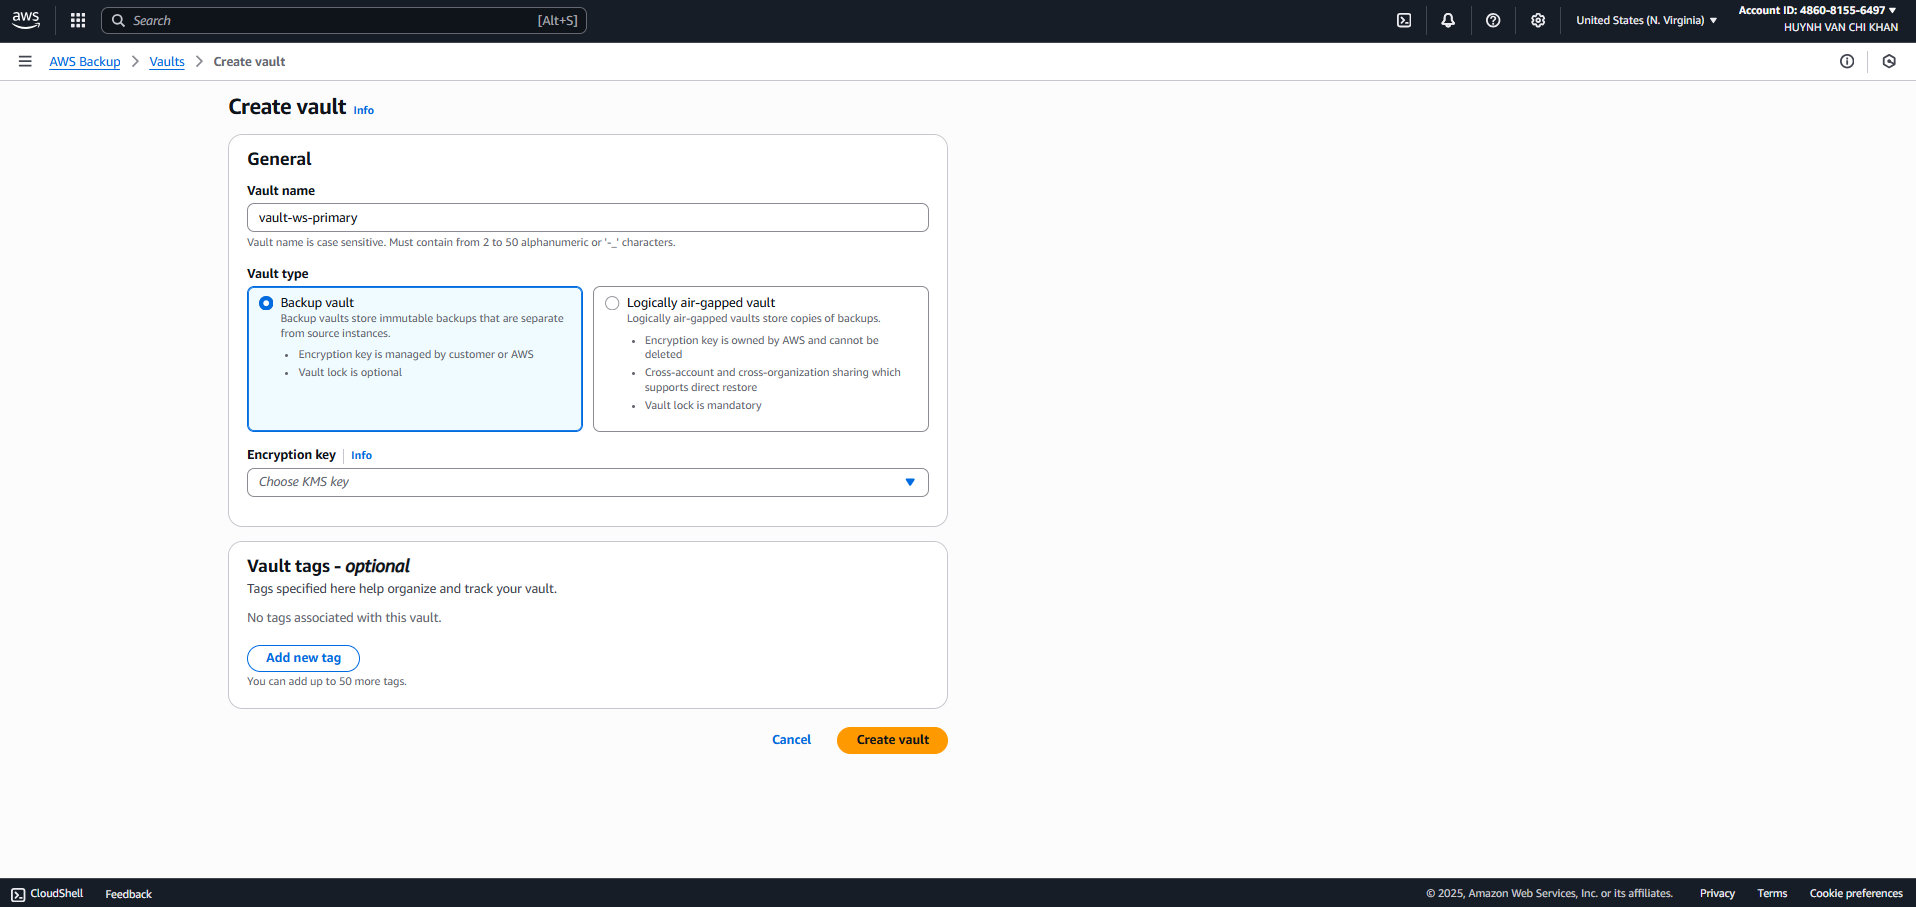 aws
Search
[Alt+S]
United States (N. Virginia)
Account ID: 4860-8155-6497
HUYNH VAN CHI KHAN
AWS Backup
Vaults
Create vault
Create vault
Info
General
Vault name
vault-ws-primary
Vault name is case sensitive. Must contain from 2 to 50 alphanumeric or '-_' characters.
Vault type
Backup vault
Backup vaults store immutable backups that are separate
from source instances.
Encryption key is managed by customer or AWS
Vault lock is optional
Logically air-gapped vault
Logically air-gapped vaults store copies of backups.
Encryption key is owned by AWS and cannot be
deleted
Cross-account and cross-organization sharing which
supports direct restore
Vault lock is mandatory
Encryption key
Info
Choose KMS key
Vault tags - optional
Tags specified here help organize and track your vault.
No tags associated with this vault.
Add new tag
You can add up to 50 more tags.
Cancel
Create vault
CloudShell
Feedback
© 2025, Amazon Web Services, Inc. or its affiliates.
Privacy
Terms
Cookie preferences